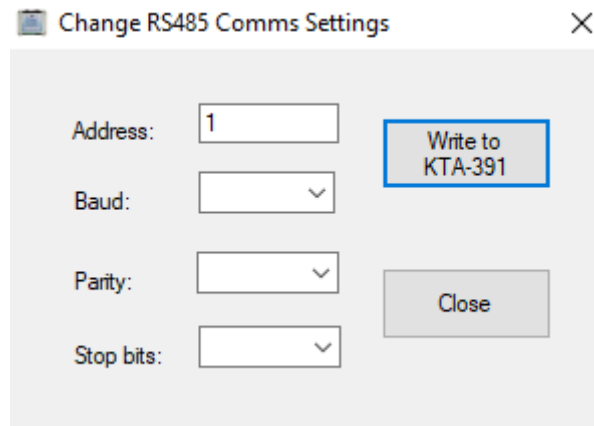 Change RS485 Comms Settings
Address:
1
Write to
KTA-391
Baud:
Parity:
Close
Stop bits: